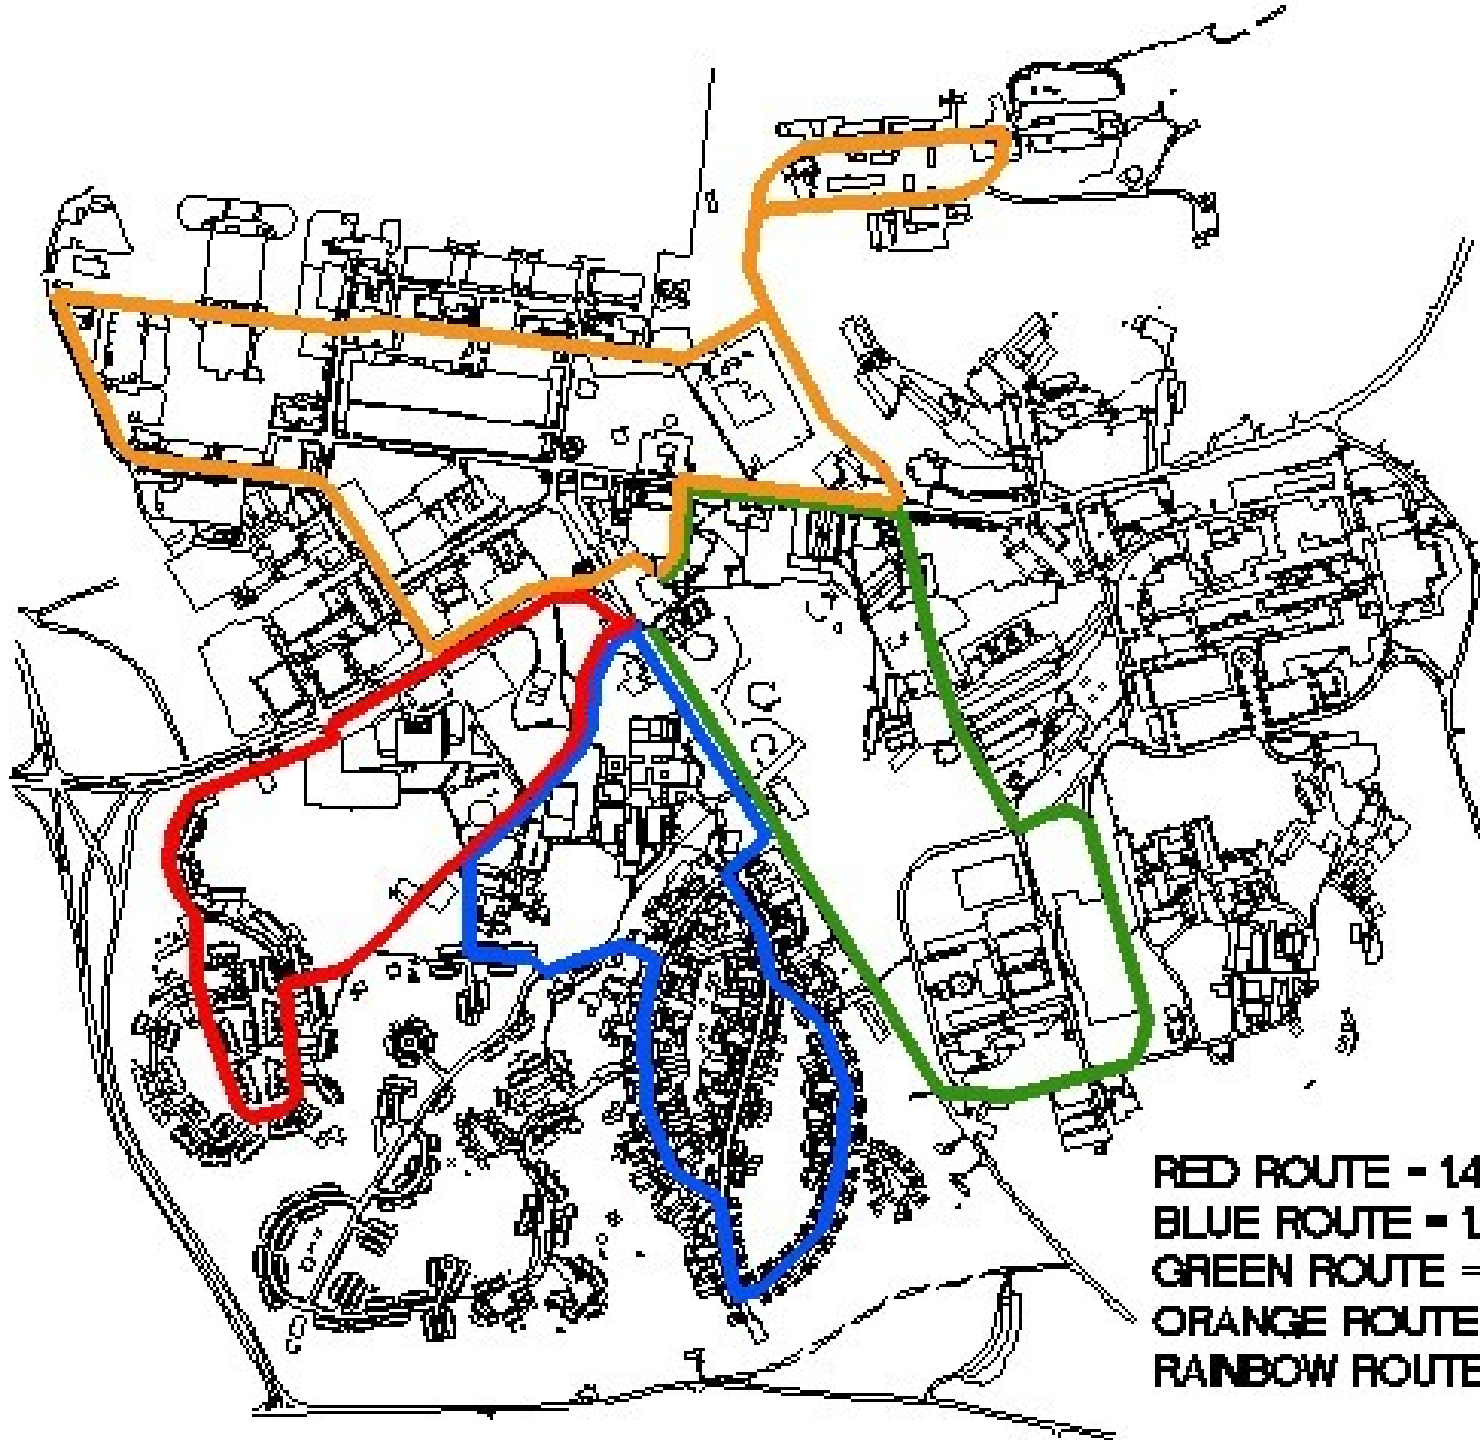 RED ROUTE - 1.4
BLUE ROUTE - 1.
GREEN ROUTE -
ORANGE ROUTE
RAINBOW ROUTE